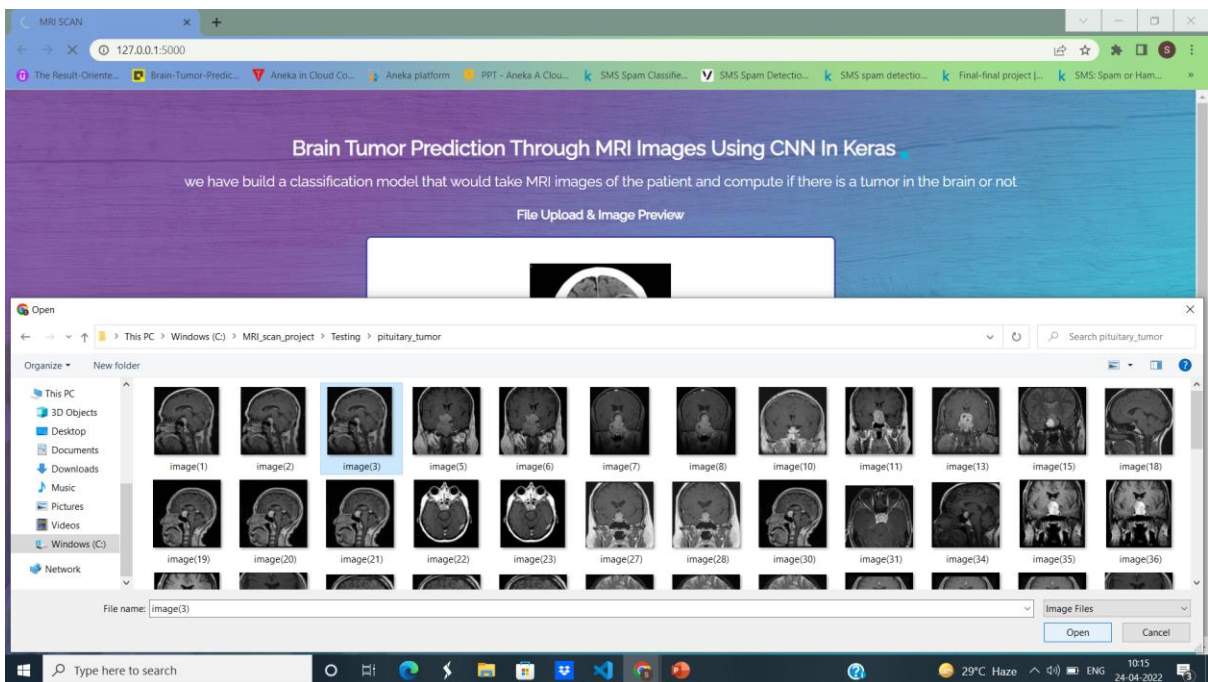 MRI SCAN
127.0.0.1:5000
The Result-Oriente... Brain-Tumor-Predic... Aneka in Cloud Co... Aneka platform PPT - Aneka A Clou... SMS Spam Classifie... SMS Spam Detectio... SMS spam detectio... Final-final project |... SMS: Spam or Ham...
Brain Tumor Prediction Through MRI Images Using CNN In Keras
we have build a classification model that would take MRI images of the patient and compute if there is a tumor in the brain or not
File Upload & Image Preview
Open
This PC > Windows (C:) > MRI_scan_project > Testing > pituitary_tumor
Search pituitary_tumor
Organize New folder
This PC
3D Objects
Desktop
Documents
Downloads
Music
Pictures
Videos
Windows (C:)
Network
image(1) image(2) image(3) image(5) image(6) image(7) image(8) image(10) image(11) image(13) image(15) image(18)
image(19) image(20) image(21) image(22) image(23) image(27) image(28) image(30) image(31) image(34) image(35) image(36)
File name: image(3)
Image Files
Open Cancel
Type here to search
29°C Haze ENG 10:15
24-04-2022